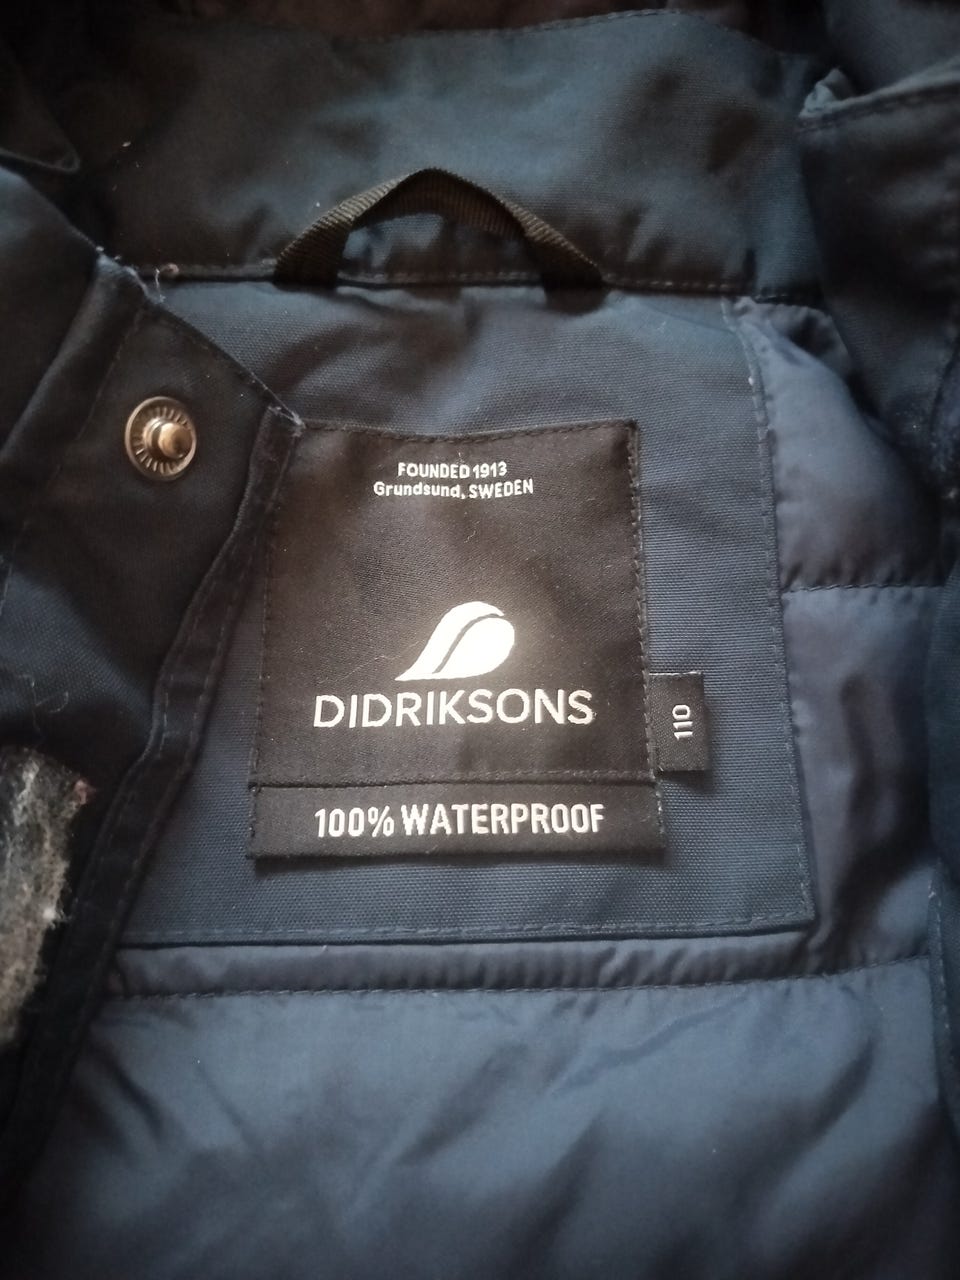 FOUNDED 1913
Grundsund, SWEDEN
DIDRIKSONS
110
100% WATERPROOF